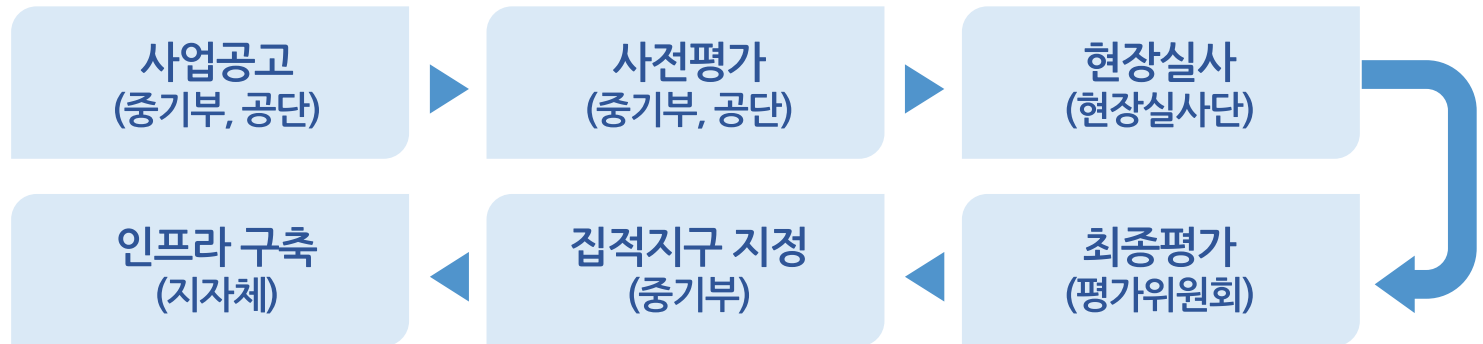 사업공고
(중기부, 공단)
사전평가
(중기부, 공단)
현장실사
(현장실사단)
최종평가
(평가위원회)
집적지구 지정
(중기부)
인프라 구축
(지자체)